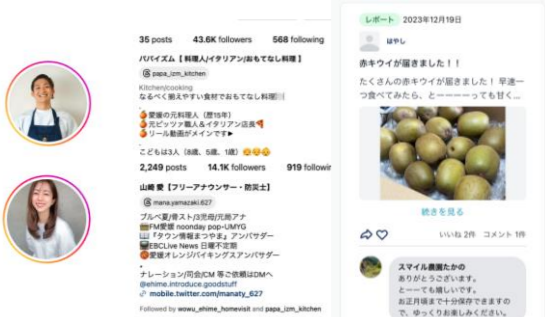 35 posts 43.6K followers 568 following
パパイズム【 料理人/イタリアン/おもてなし料理 】
papa_izm_kitchen
Kitchen/cooking
なるべく揃えやすい食材でおもてなし料理🍽️
.
愛媛の元料理人（歴15年）
元ピッツァ職人＆イタリアン店長
リール動画がメインです▶
.
こどもは3人（8歳、5歳、1歳）
2,249 posts 14.1K followers 919 followin
山﨑 愛【フリーアナウンサー・防災士】
mana.yamazaki.627
ブルベ夏/骨スト/3児母/元局アナ
FM愛媛 noonday pop-UMYG
『タウン情報まつやま』アンバサダー
EBCLive News 日曜不定期
愛媛オレンジバイキングスアンバサダー
ナレーション/司会/CM 等ご依頼はDMへ
@ehime.introduce.goodstuff
mobile.twitter.com/manaty_627
Followed by wowu_ehime_homevisit and papa_izm_kitchen
レポート 2023年12月19日
はやし
赤キウイが届きました！！
たくさんの赤キウイが届きました！ 早速一
つ食べてみたら、とーーーーっても甘く...
続きを見る
いいね 2件 コメント 1件
スマイル農園たかの
ありがとうございます。
とーーても嬉しいです。
お正月頃まで十分保存できますの
で、ゆっくりお楽しみください。